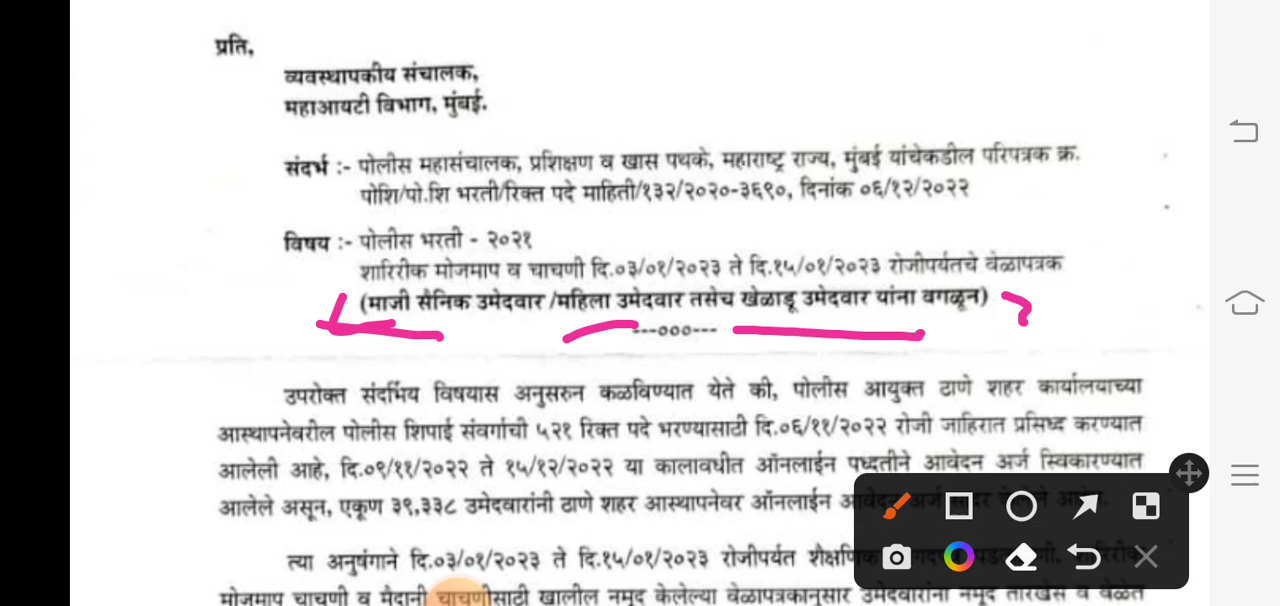 प्रति,
व्यवस्थापकीय संचालक,
महाआयटी विभाग, मुंबई.
संदर्भ :- पोलीस महासंचालक, प्रशिक्षण व खास पथके, महाराष्ट्र राज्य, मुंबई यांचेकडील परिपत्रक क्र.
पोशि/पो.शि भरती/रिक्त पदे माहिती/१३२/२०२०-३६९०, दिनांक ०६/१२/२०२२
विषय :- पोलीस भरती - २०२१
शारिरीक मोजमाप व चाचणी दि.०३/०१/२०२३ ते दि.१५/०१/२०२३ रोजीपर्यतचे वेळापत्रक
(माजी सैनिक उमेदवार /महिला उमेदवार तसेच खेळाडू उमेदवार यांना वगळून)
---०००---
उपरोक्त संदर्भिय विषयास अनुसरुन कळविण्यात येते की, पोलीस आयुक्त ठाणे शहर कार्यालयाच्या
आस्थापनेवरील पोलीस शिपाई संवर्गाची ५२१ रिक्त पदे भरण्यासाठी दि.०६/११/२०२२ रोजी जाहिरात प्रसिध्द करण्यात
आलेली आहे, दि.०९/११/२०२२ ते १५/१२/२०२२ या कालावधीत ऑनलाईन पध्दतीने आवेदन अर्ज स्विकारण्यात
आलेले असून, एकूण ३९,३३८ उमेदवारांनी ठाणे शहर आस्थापनेवर ऑनलाईन आवेदन अर्ज
त्या अनुषंगाने दि.०३/०१/२०२३ ते दि.१५/०१/२०२३ रोजीपर्यत शैक्षणिक
मोजमाप चाचणी व मैदानी चाचणीसाठी खालील नमूद केलेल्या वेळापत्रकानुसार उमेदवारांना नमूद तारखेस व वेळेत